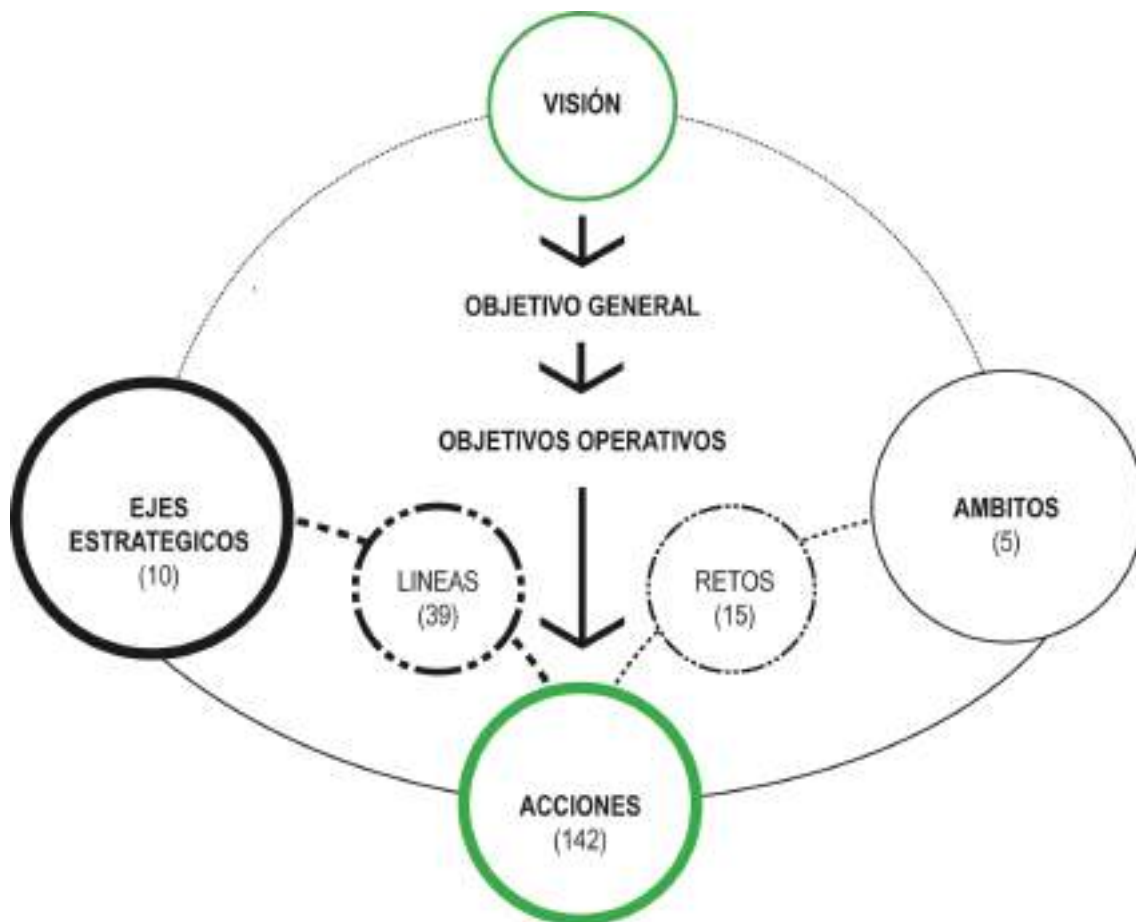 VISIÓN
OBJETIVO GENERAL
OBJETIVOS OPERATIVOS
EJES
ESTRATEGICOS
(10)
LINEAS
(39)
RETOS
(15)
AMBITOS
(5)
ACCIONES
(142)